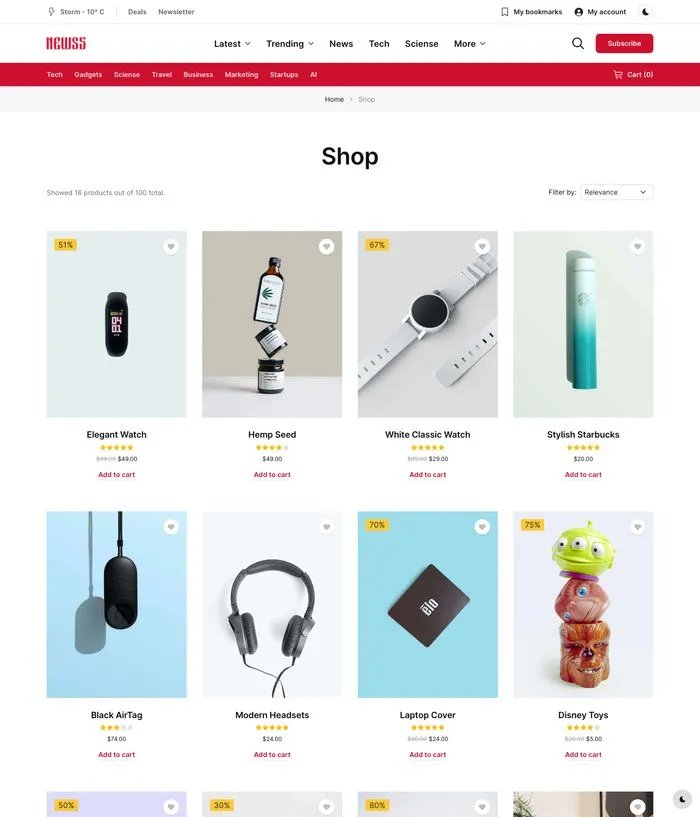 Storm - 10° C
Deals
Newsletter
My bookmarks
My account
NEWSS
Latest
Trending
News
Tech
Sciense
More
Subscribe
Tech
Gadgets
Sciense
Travel
Business
Marketing
Startups
AI
Cart (0)
Home > Shop
Shop
Showed 16 products out of 100 total.
Filter by:
Relevance
51%
67%
04
01
Elegant Watch
Hemp Seed
White Classic Watch
Stylish Starbucks
$99.00 $49.00
$49.00
$29.00
$20.00
Add to cart
Add to cart
Add to cart
Add to cart
70%
75%
elo
Black AirTag
Modern Headsets
Laptop Cover
Disney Toys
$74.00
$24.00
$24.00
$20.00 $5.00
Add to cart
Add to cart
Add to cart
Add to cart
50%
30%
80%